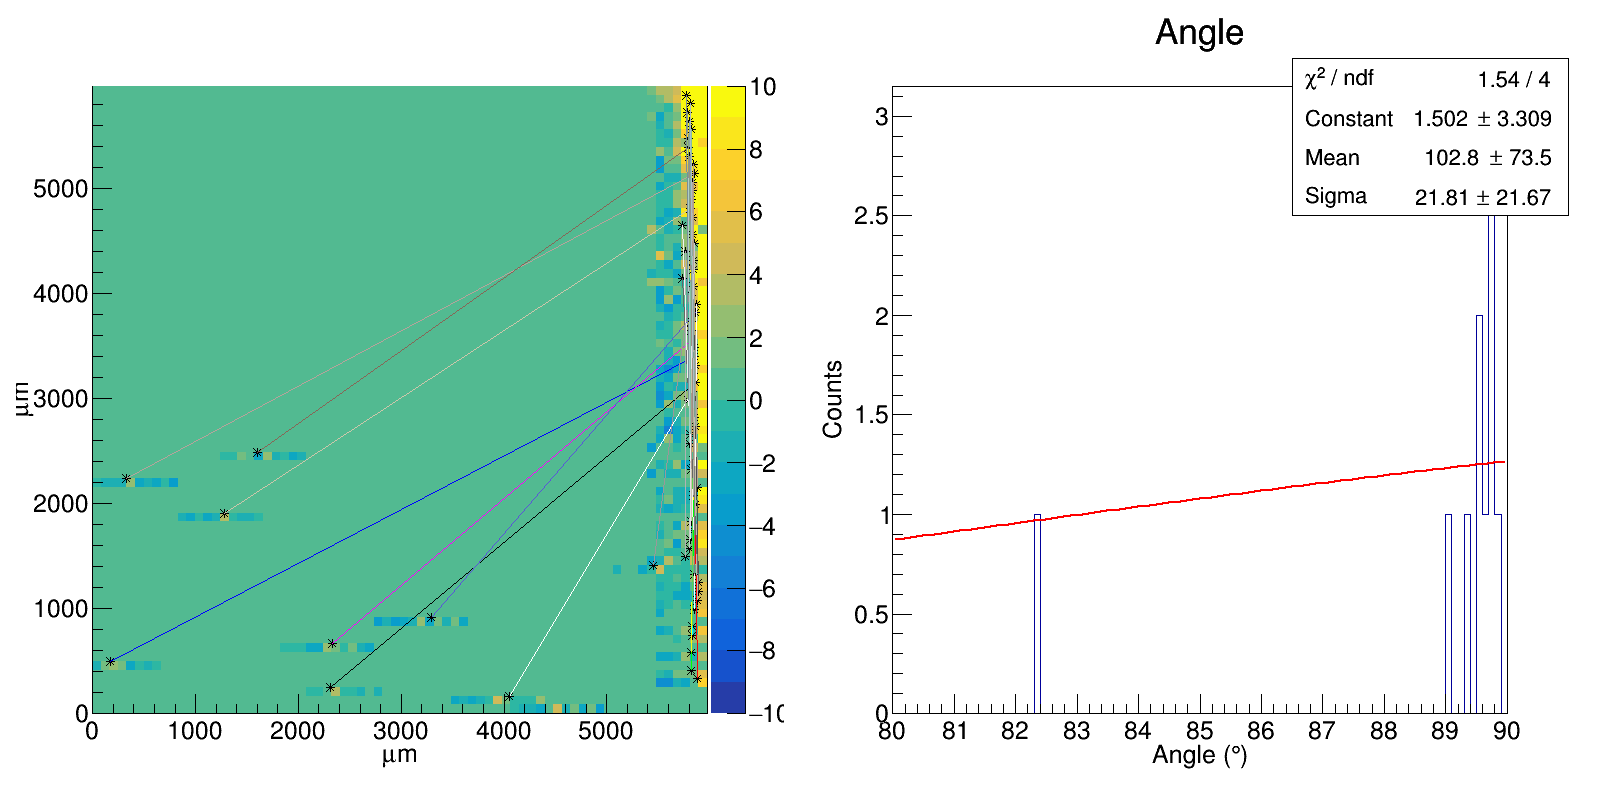 Angle
χ² / ndf 1.54 / 4
Constant 1.502 ± 3.309
Mean 102.8 ± 73.5
Sigma 21.81 ± 21.67
μm
5000
4000
3000
2000
1000
0
0 1000 2000 3000 4000 5000
μm
10
8
6
4
2
0
−2
−4
−6
−8
−10
Counts
3
2.5
2
1.5
1
0.5
0
80 81 82 83 84 85 86 87 88 89 90
Angle (°)